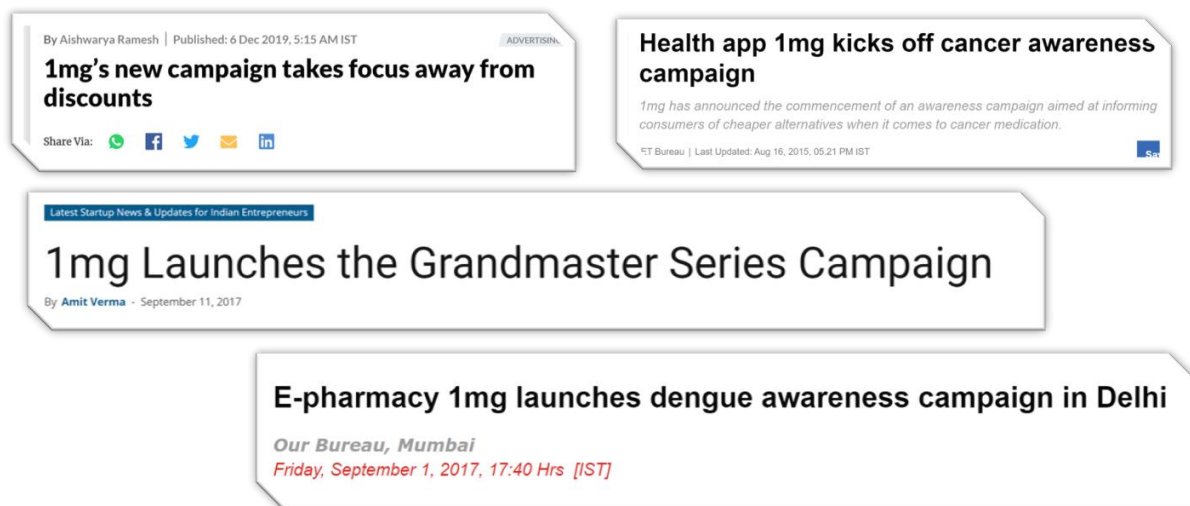 By Aishwarya Ramesh | Published: 6 Dec 2019, 5:15 AM IST
1mg's new campaign takes focus away from
discounts
Share Via:
Health app 1mg kicks off cancer awareness
campaign
1mg has announced the commencement of an awareness campaign aimed at informing
consumers of cheaper alternatives when it comes to cancer medication.
ET Bureau | Last Updated: Aug 16, 2015, 05.21 PM IST
Latest Startup News & Updates for Indian Entrepreneurs
1mg Launches the Grandmaster Series Campaign
By Amit Verma - September 11, 2017
E-pharmacy 1mg launches dengue awareness campaign in Delhi
Our Bureau, Mumbai
Friday, September 1, 2017, 17:40 Hrs [IST]